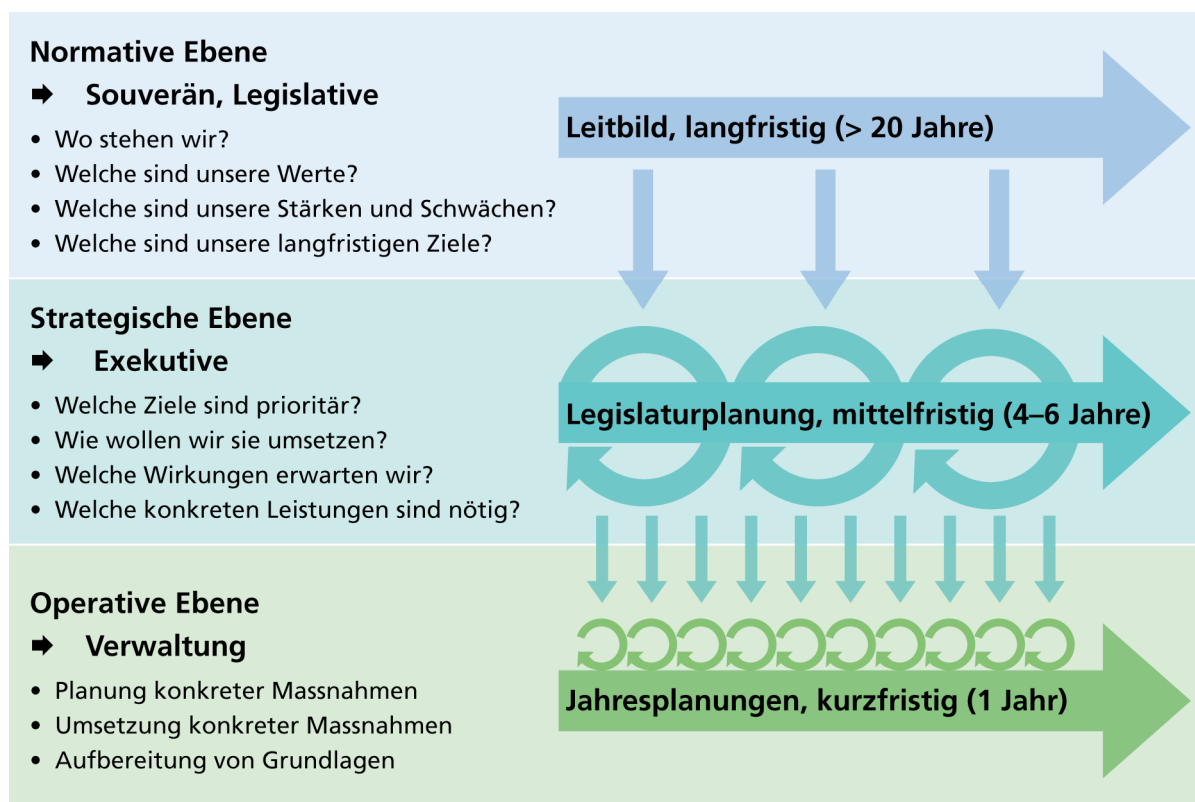 Normative Ebene
➡ Souverän, Legislative
• Wo stehen wir?
• Welche sind unsere Werte?
• Welche sind unsere Stärken und Schwächen?
• Welche sind unsere langfristigen Ziele?
Leitbild, langfristig (> 20 Jahre)
Strategische Ebene
➡ Exekutive
• Welche Ziele sind prioritär?
• Wie wollen wir sie umsetzen?
• Welche Wirkungen erwarten wir?
• Welche konkreten Leistungen sind nötig?
Legislaturplanung, mittelfristig (4–6 Jahre)
Operative Ebene
➡ Verwaltung
• Planung konkreter Massnahmen
• Umsetzung konkreter Massnahmen
• Aufbereitung von Grundlagen
Jahresplanungen, kurzfristig (1 Jahr)